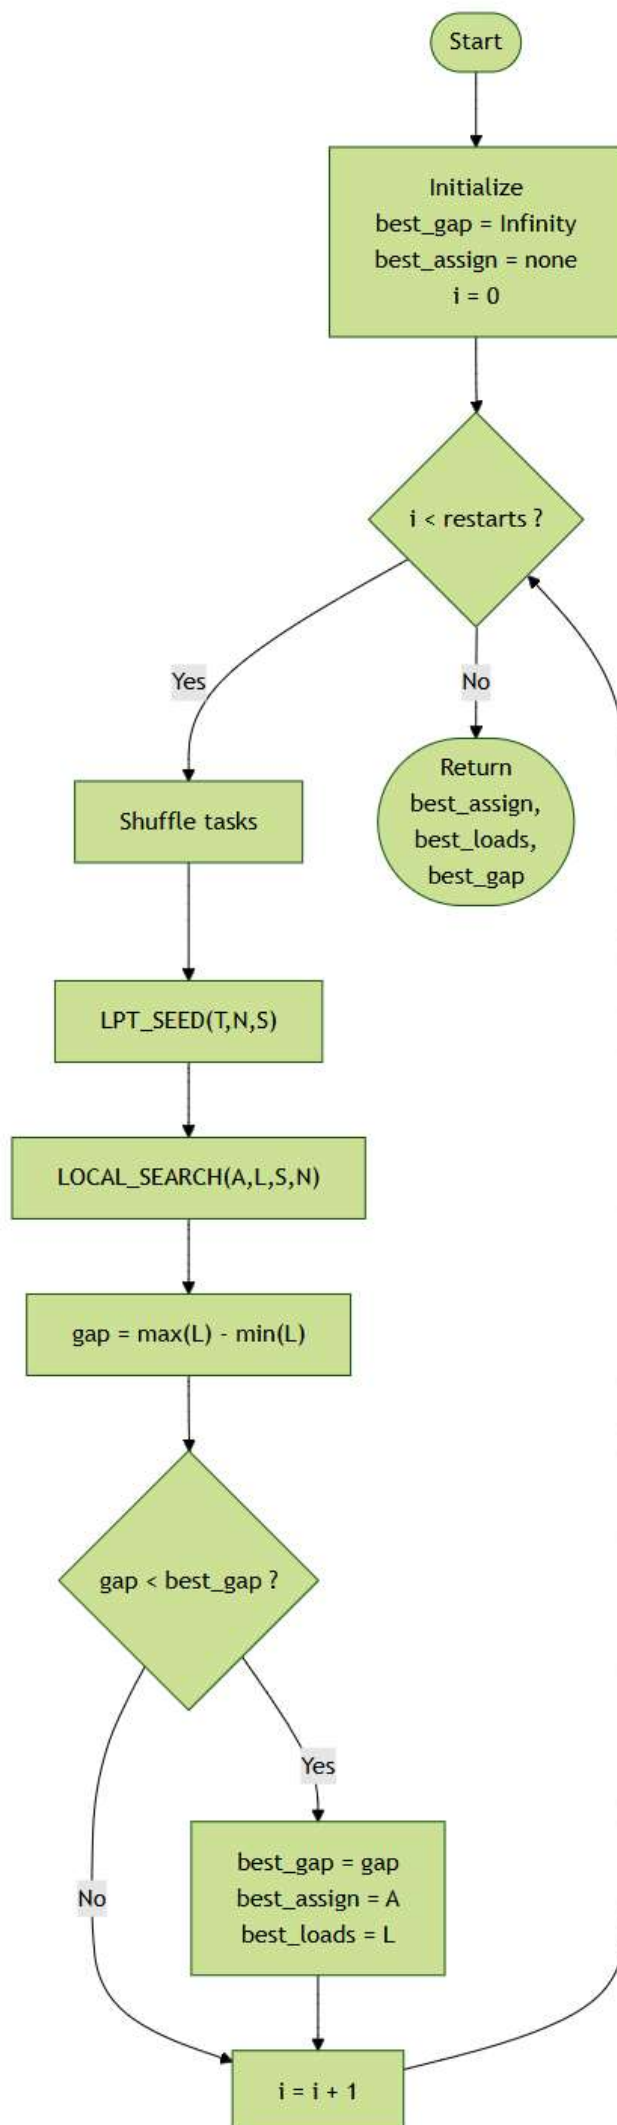 Start
Initialize
best_gap = Infinity
best_assign = none
i = 0
i < restarts ?
Yes
No
Return
best_assign,
best_loads,
best_gap
Shuffle tasks
LPT_SEED(T,N,S)
LOCAL_SEARCH(A,L,S,N)
gap = max(L) - min(L)
gap < best_gap ?
Yes
best_gap = gap
best_assign = A
best_loads = L
No
i = i + 1